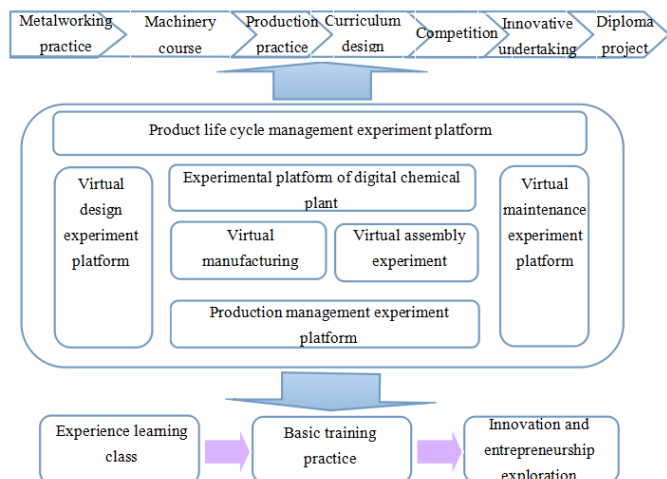 Metalworking
practice
Machinery
course
Production
practice
Curriculum
design
Competition
Innovative
undertaking
Diploma
project
Product life cycle management experiment platform
Virtual
design
experiment
platform
Experimental platform of digital chemical
plant
Virtual
manufacturing
Virtual assembly
experiment
Production management experiment
platform
Virtual
maintenance
experiment
platform
Experience learning
class
Basic training
practice
Innovation and
entrepreneurship
exploration